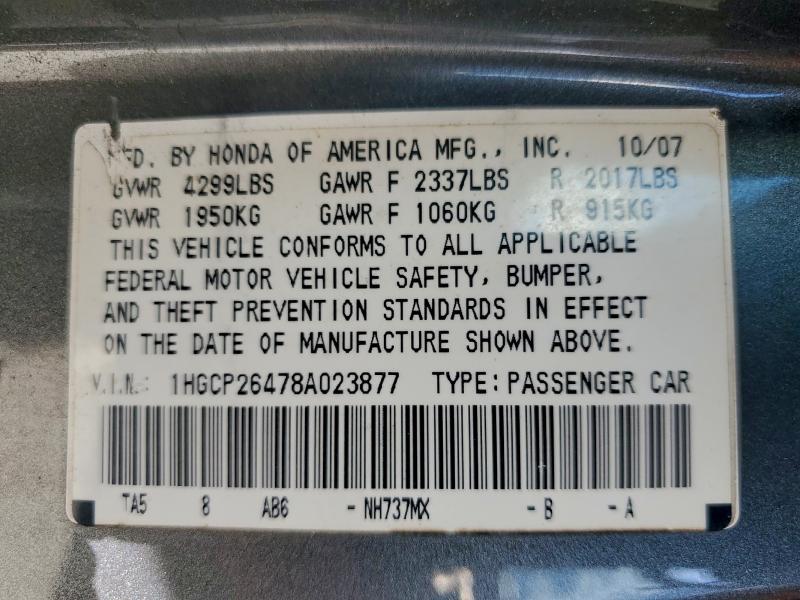 MFD. BY HONDA OF AMERICA MFG., INC. 10/07
GVWR 4299LBS GAWR F 2337LBS R 2017LBS
GVWR 1950KG GAWR F 1060KG R 915KG
THIS VEHICLE CONFORMS TO ALL APPLICABLE
FEDERAL MOTOR VEHICLE SAFETY, BUMPER,
AND THEFT PREVENTION STANDARDS IN EFFECT
ON THE DATE OF MANUFACTURE SHOWN ABOVE.
V.I.N.: 1HGCP26478A023877 TYPE: PASSENGER CAR
TA5 8 AB6 - NH737MX - B - A